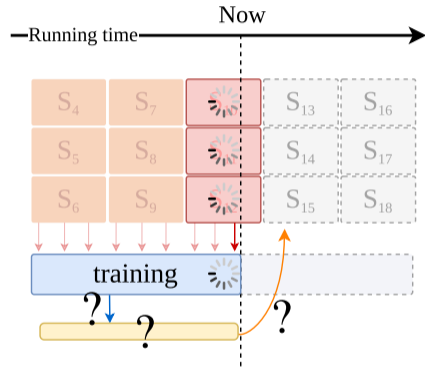 Now
Running time
S4 S7 S13 S16
S5 S8 S14 S17
S6 S9 S15 S18
training
?
?
?